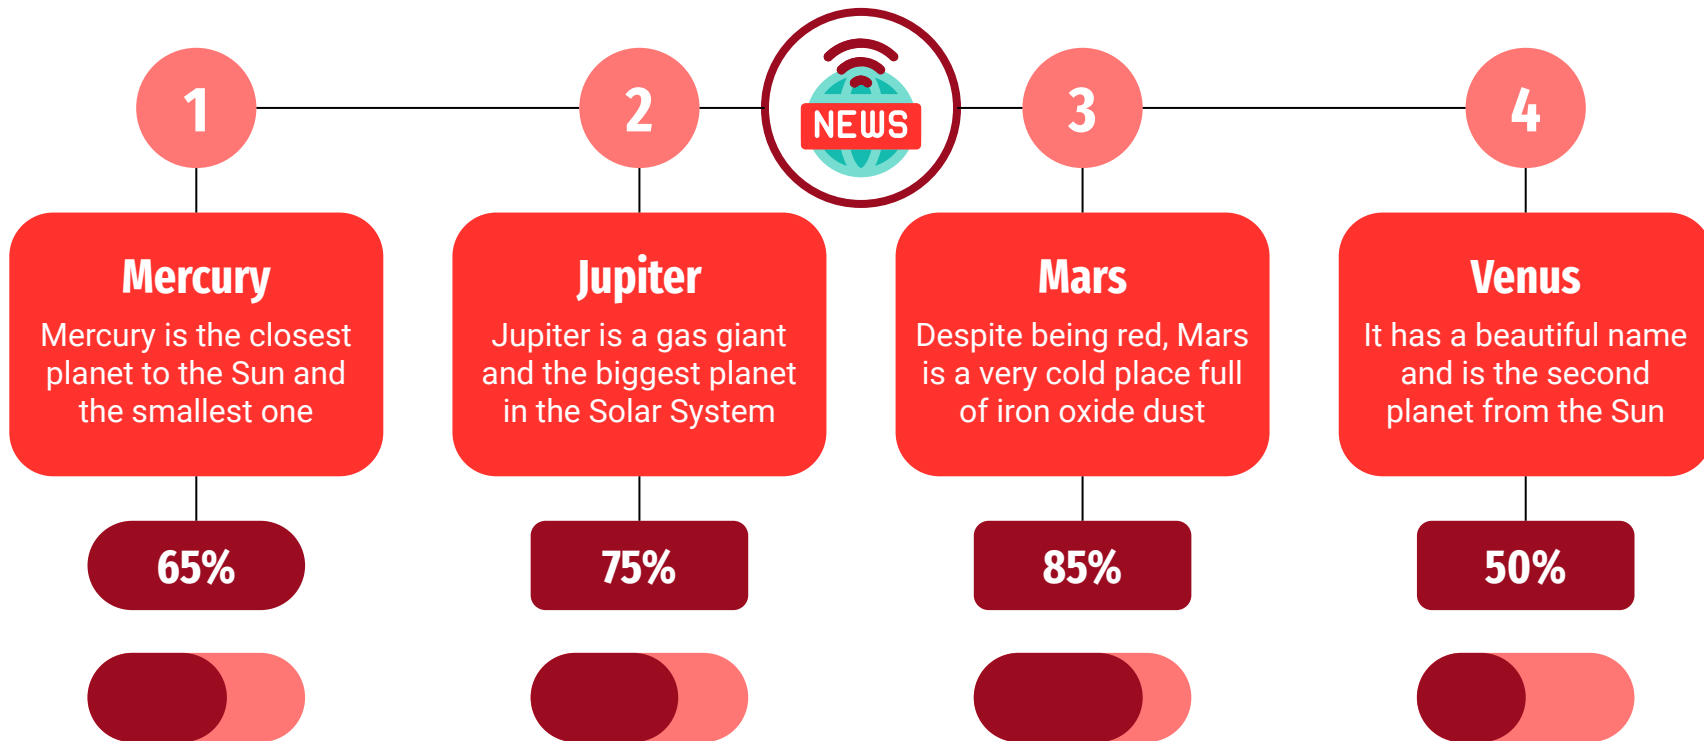 1
2
NEWS
3
4
Mercury
Mercury is the closest
planet to the Sun and
the smallest one
65%
Jupiter
Jupiter is a gas giant
and the biggest planet
in the Solar System
75%
Mars
Despite being red, Mars
is a very cold place full
of iron oxide dust
85%
Venus
It has a beautiful name
and is the second
planet from the Sun
50%